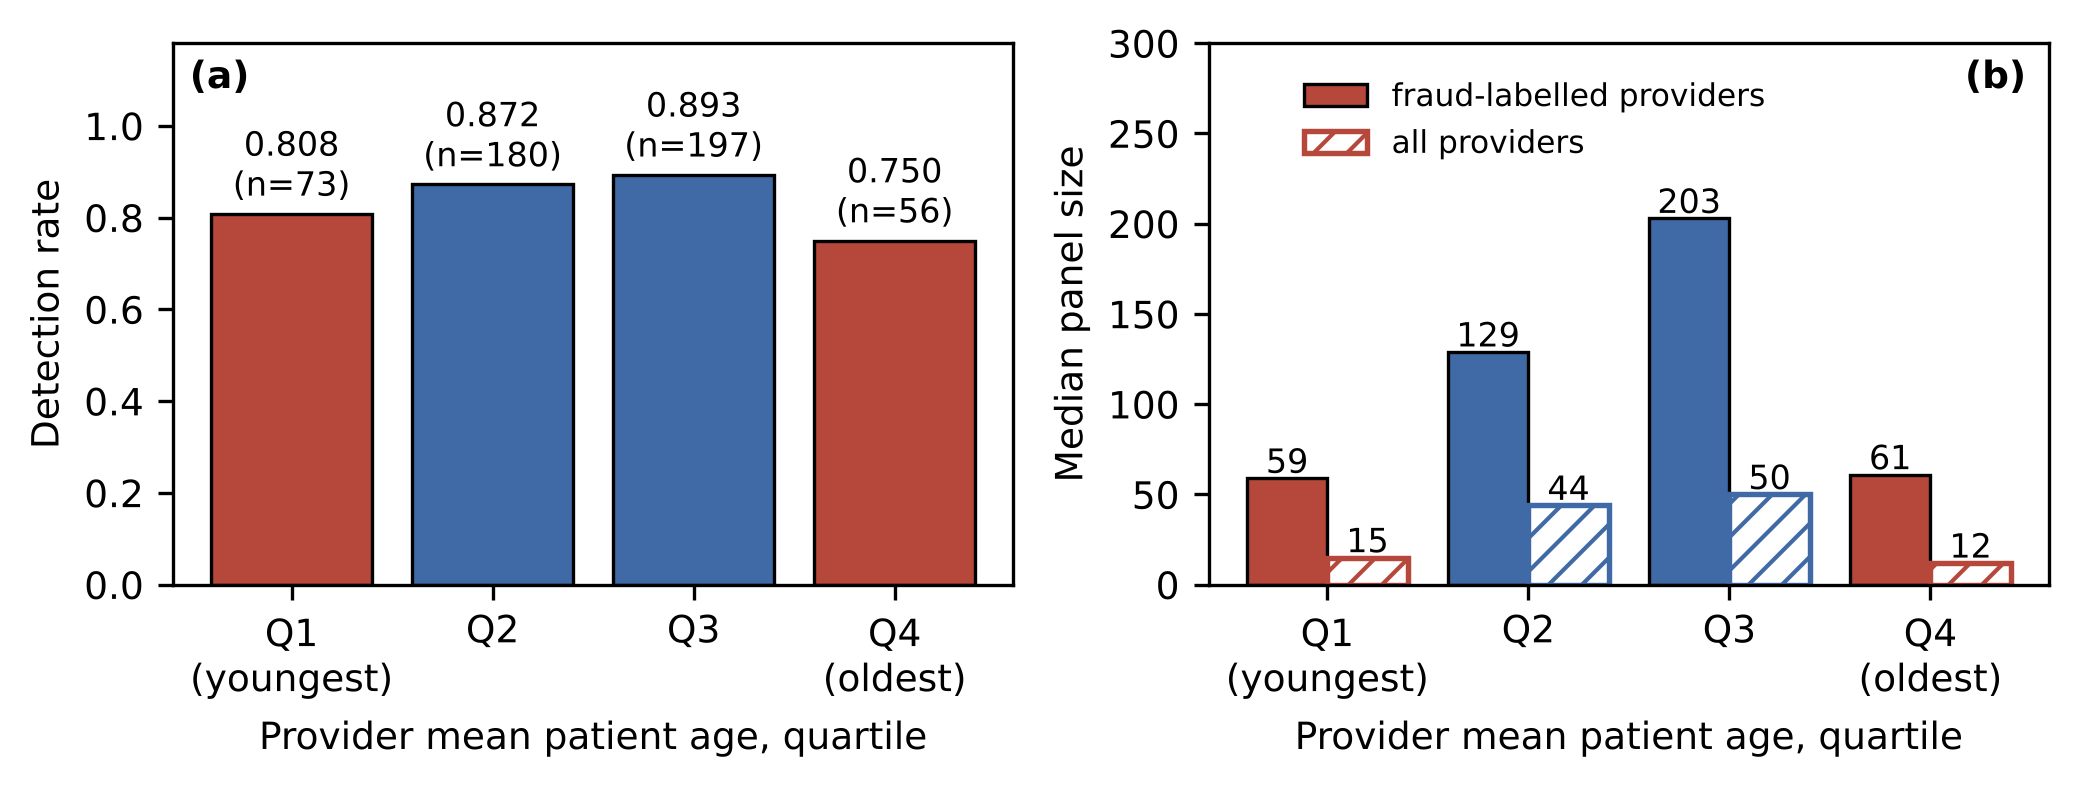 (a)
Detection rate
1.0
0.8
0.6
0.4
0.2
0.0
0.808
(n=73)
0.872
(n=180)
0.893
(n=197)
0.750
(n=56)
Q1
(youngest)
Q2
Q3
Q4
(oldest)
Provider mean patient age, quartile
(b)
Median panel size
300
250
200
150
100
50
0
fraud-labelled providers
all providers
59
15
129
44
203
50
61
12
Q1
(youngest)
Q2
Q3
Q4
(oldest)
Provider mean patient age, quartile